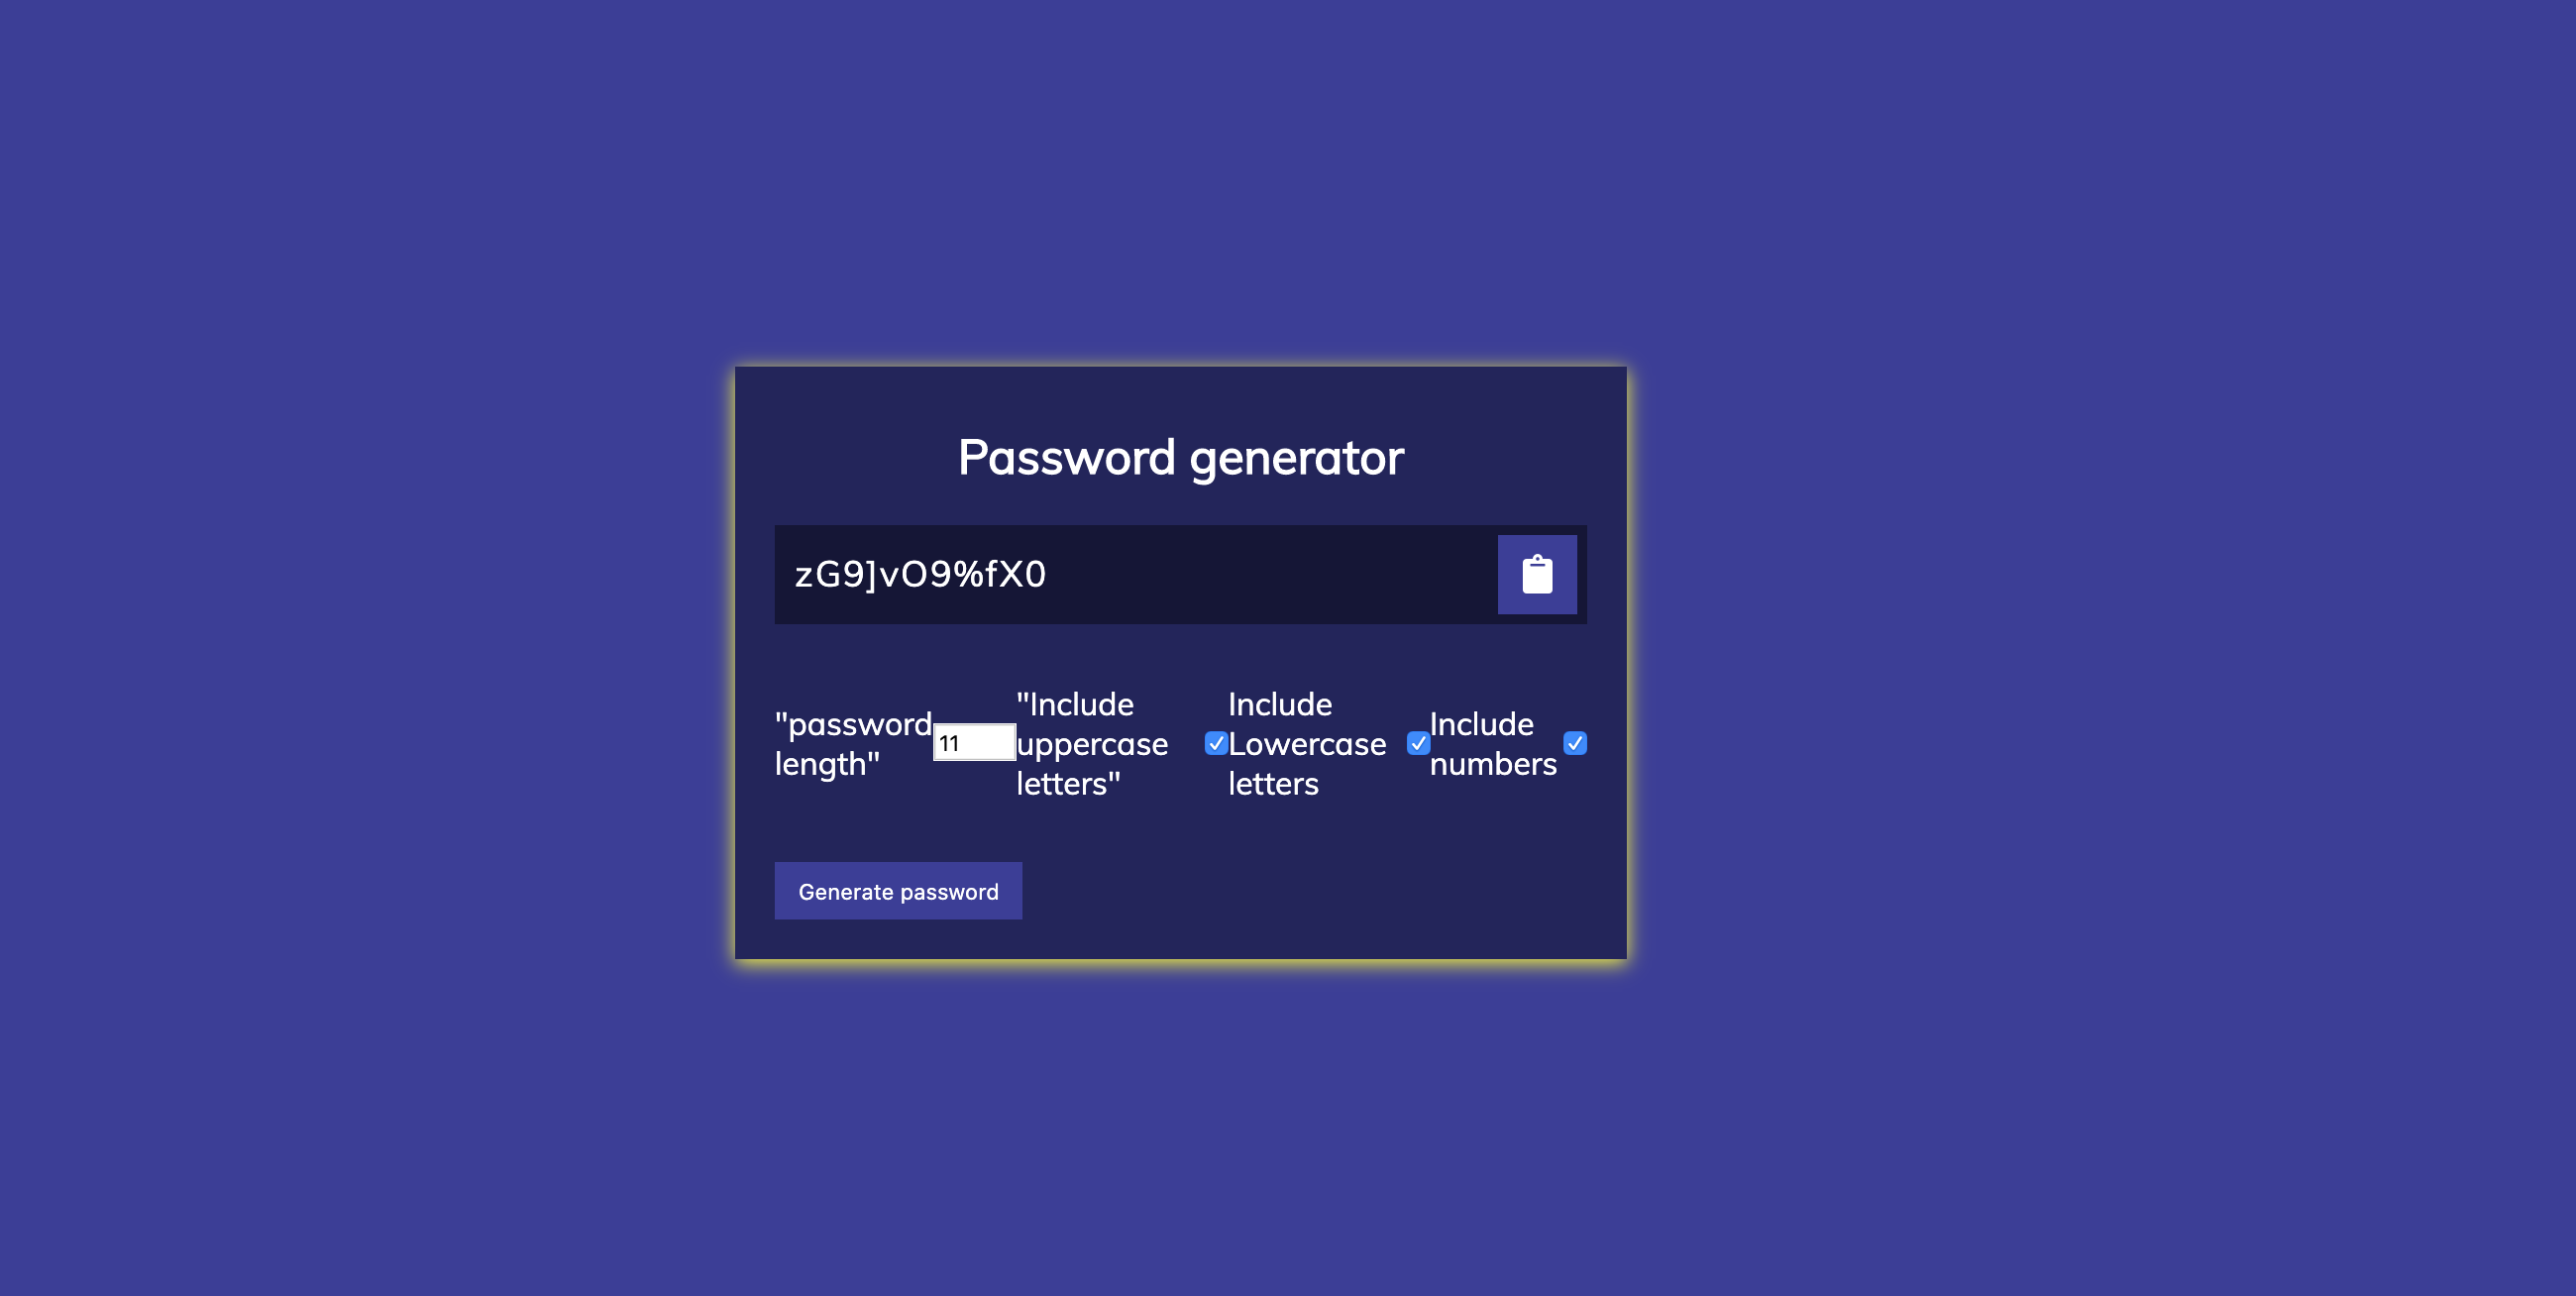 Password generator
zG9]vO9%fX0
"password
length"
11
"Include
uppercase
letters"
Include
Lowercase
letters
Include
numbers
Generate password